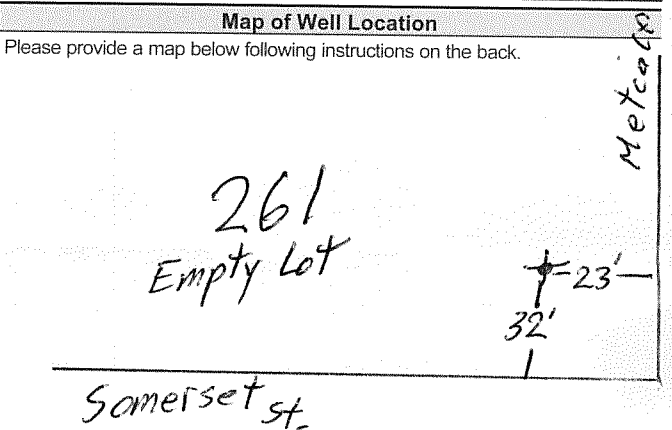 Map of Well Location
Please provide a map below following instructions on the back.
Metcalf
261
Empty Lot
23'
32'
Somerset St.